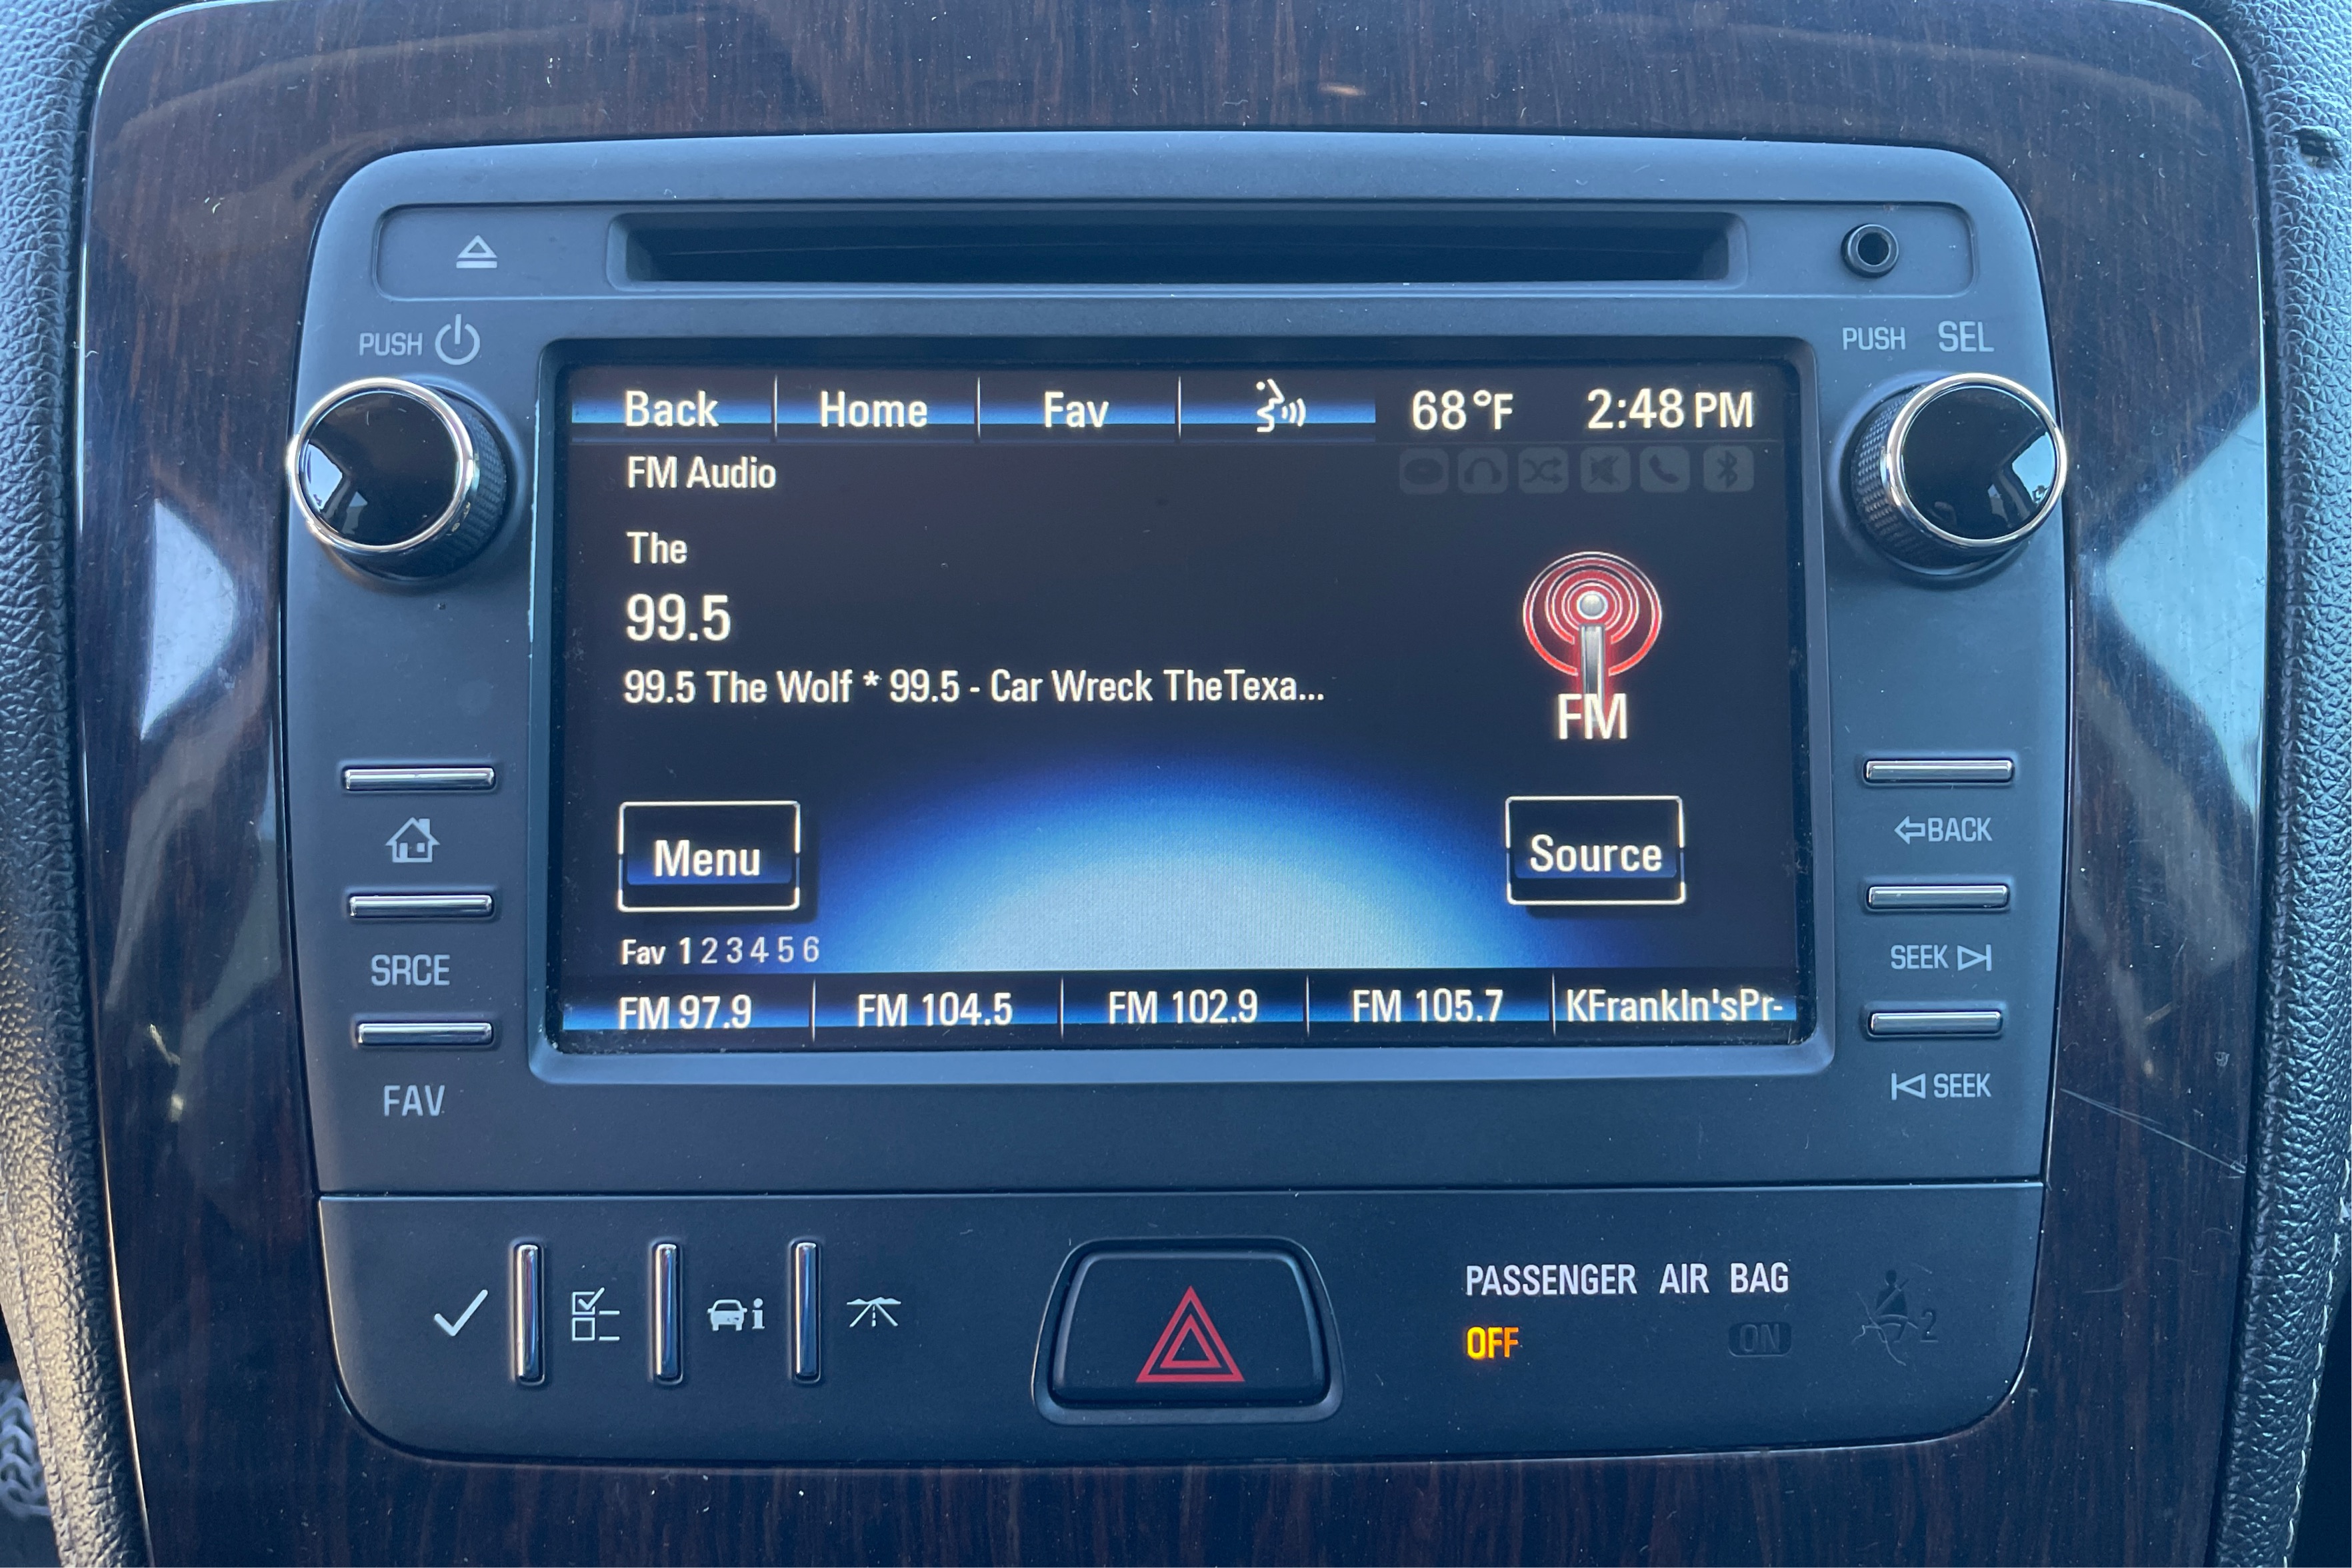 PUSH
PUSH SEL
Back Home Fav 68°F 2:48 PM
FM Audio
The
99.5
99.5 The Wolf * 99.5 - Car Wreck TheTexa...
FM
Menu Source
Fav 1 2 3 4 5 6
FM 97.9 FM 104.5 FM 102.9 FM 105.7 KFrankln'sPr-
SRCE
FAV
BACK
SEEK
SEEK
i
PASSENGER AIR BAG
OFF ON
2